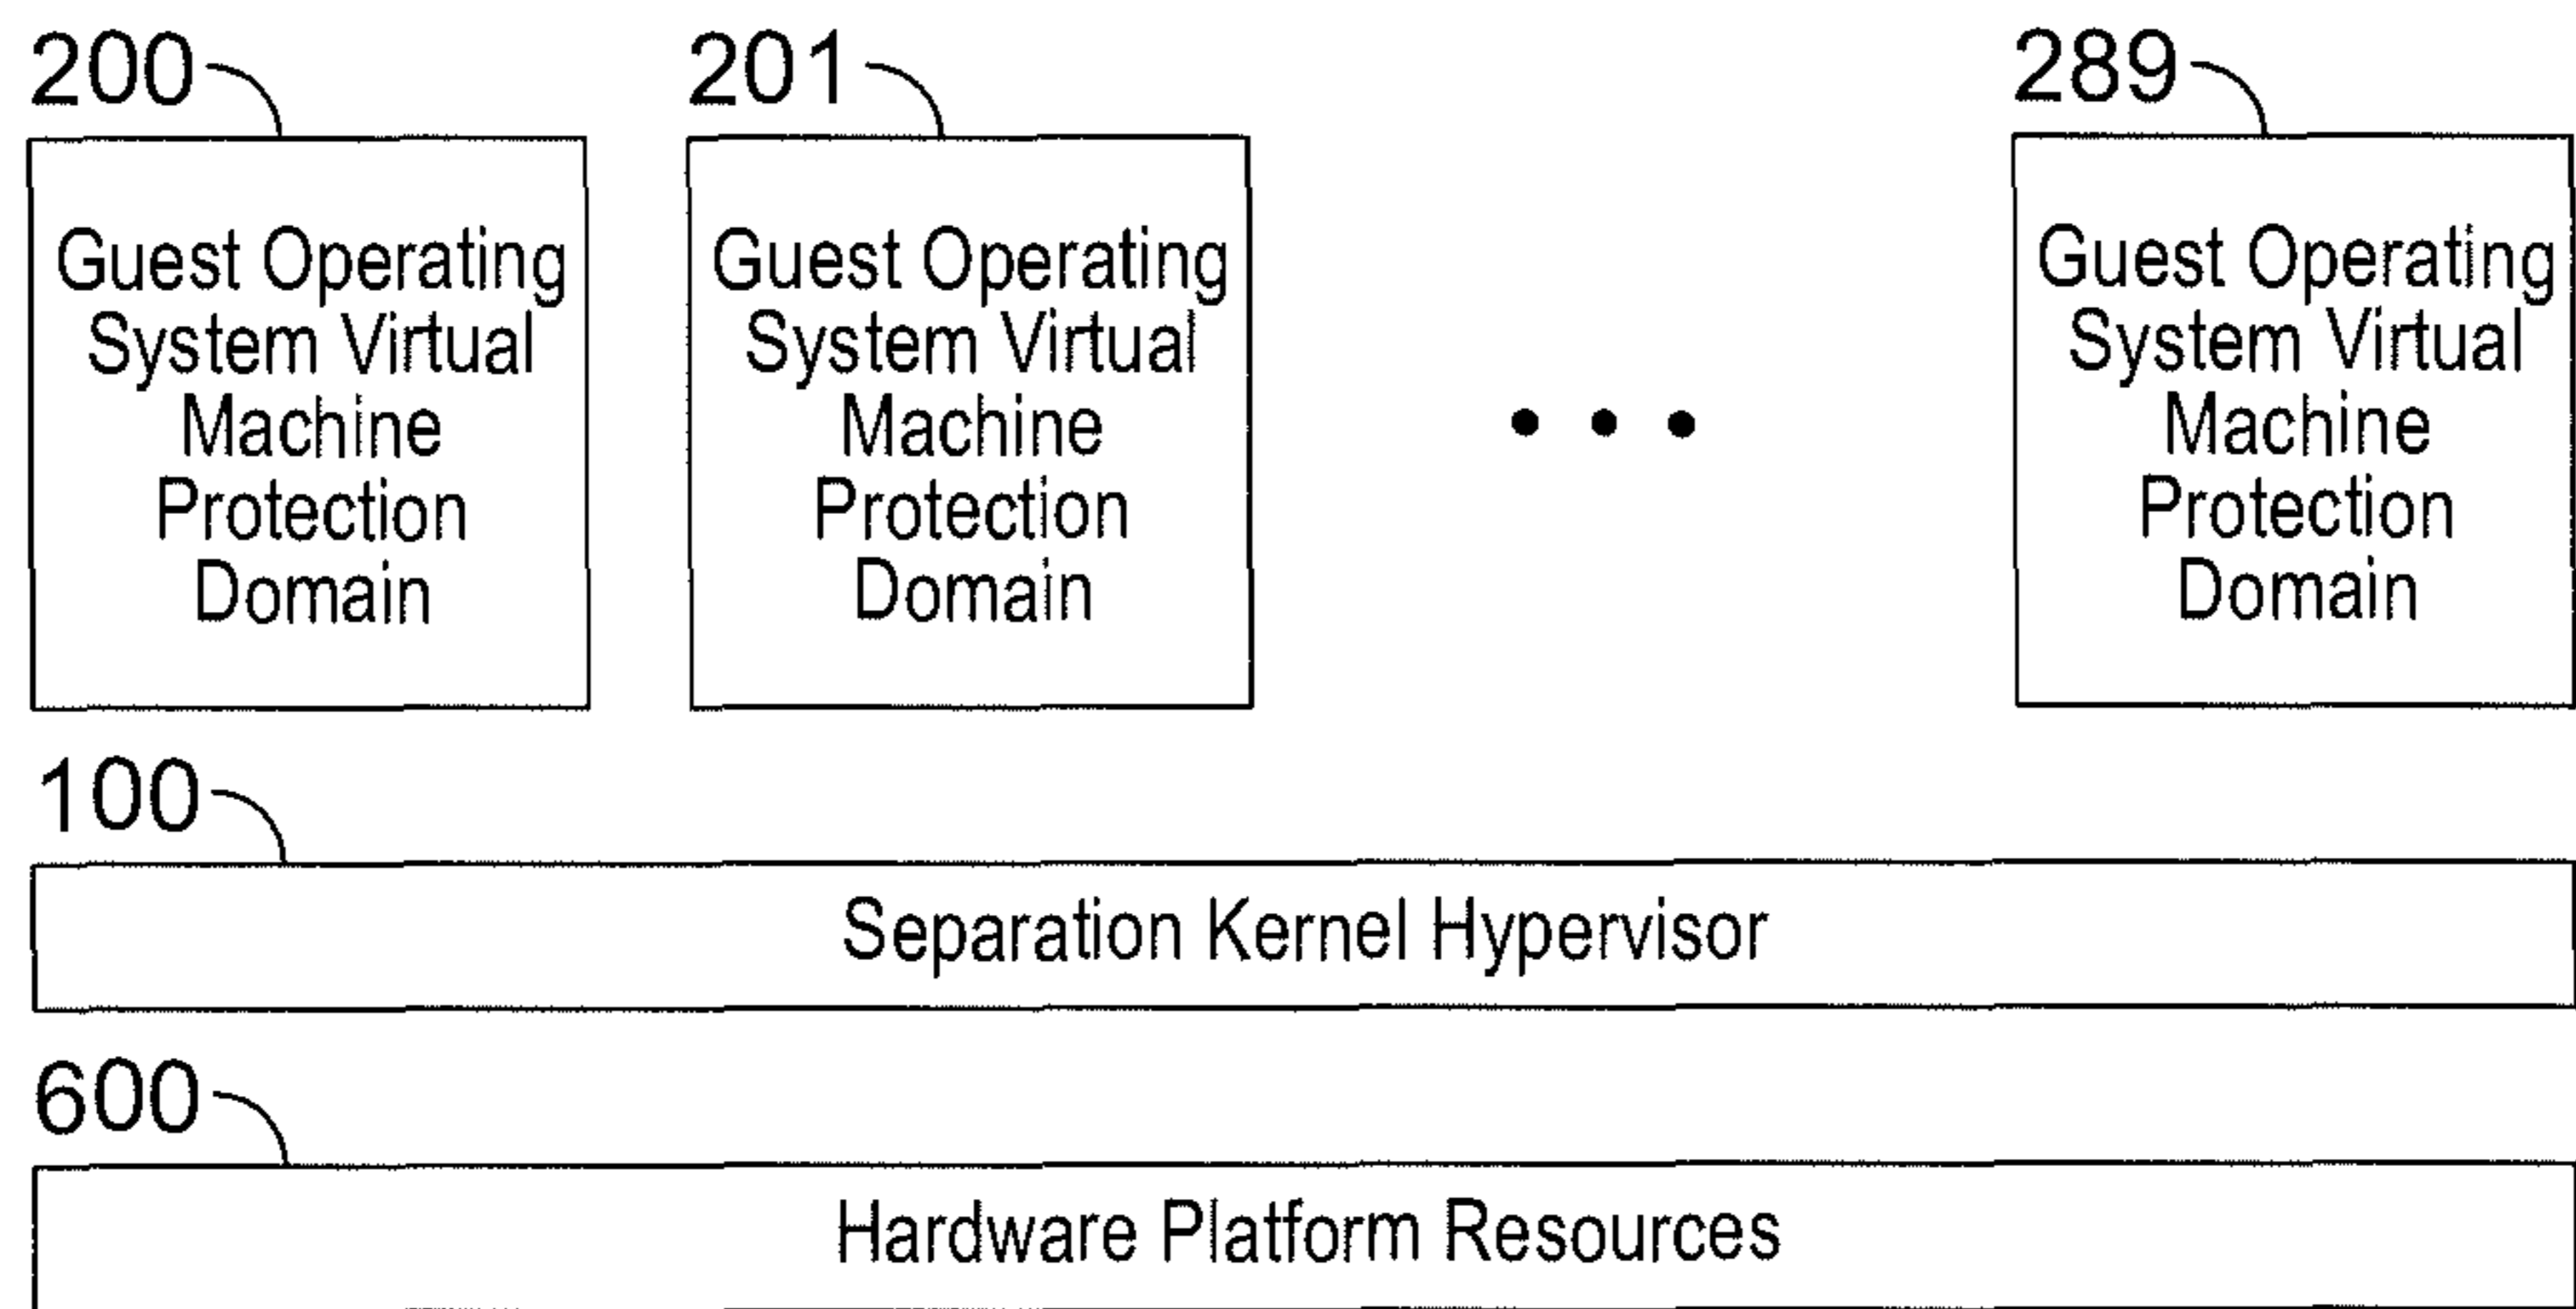 200
201
289
Guest Operating
System Virtual
Machine
Protection
Domain
Guest Operating
System Virtual
Machine
Protection
Domain
Guest Operating
System Virtual
Machine
Protection
Domain
100
Separation Kernel Hypervisor
600
Hardware Platform Resources